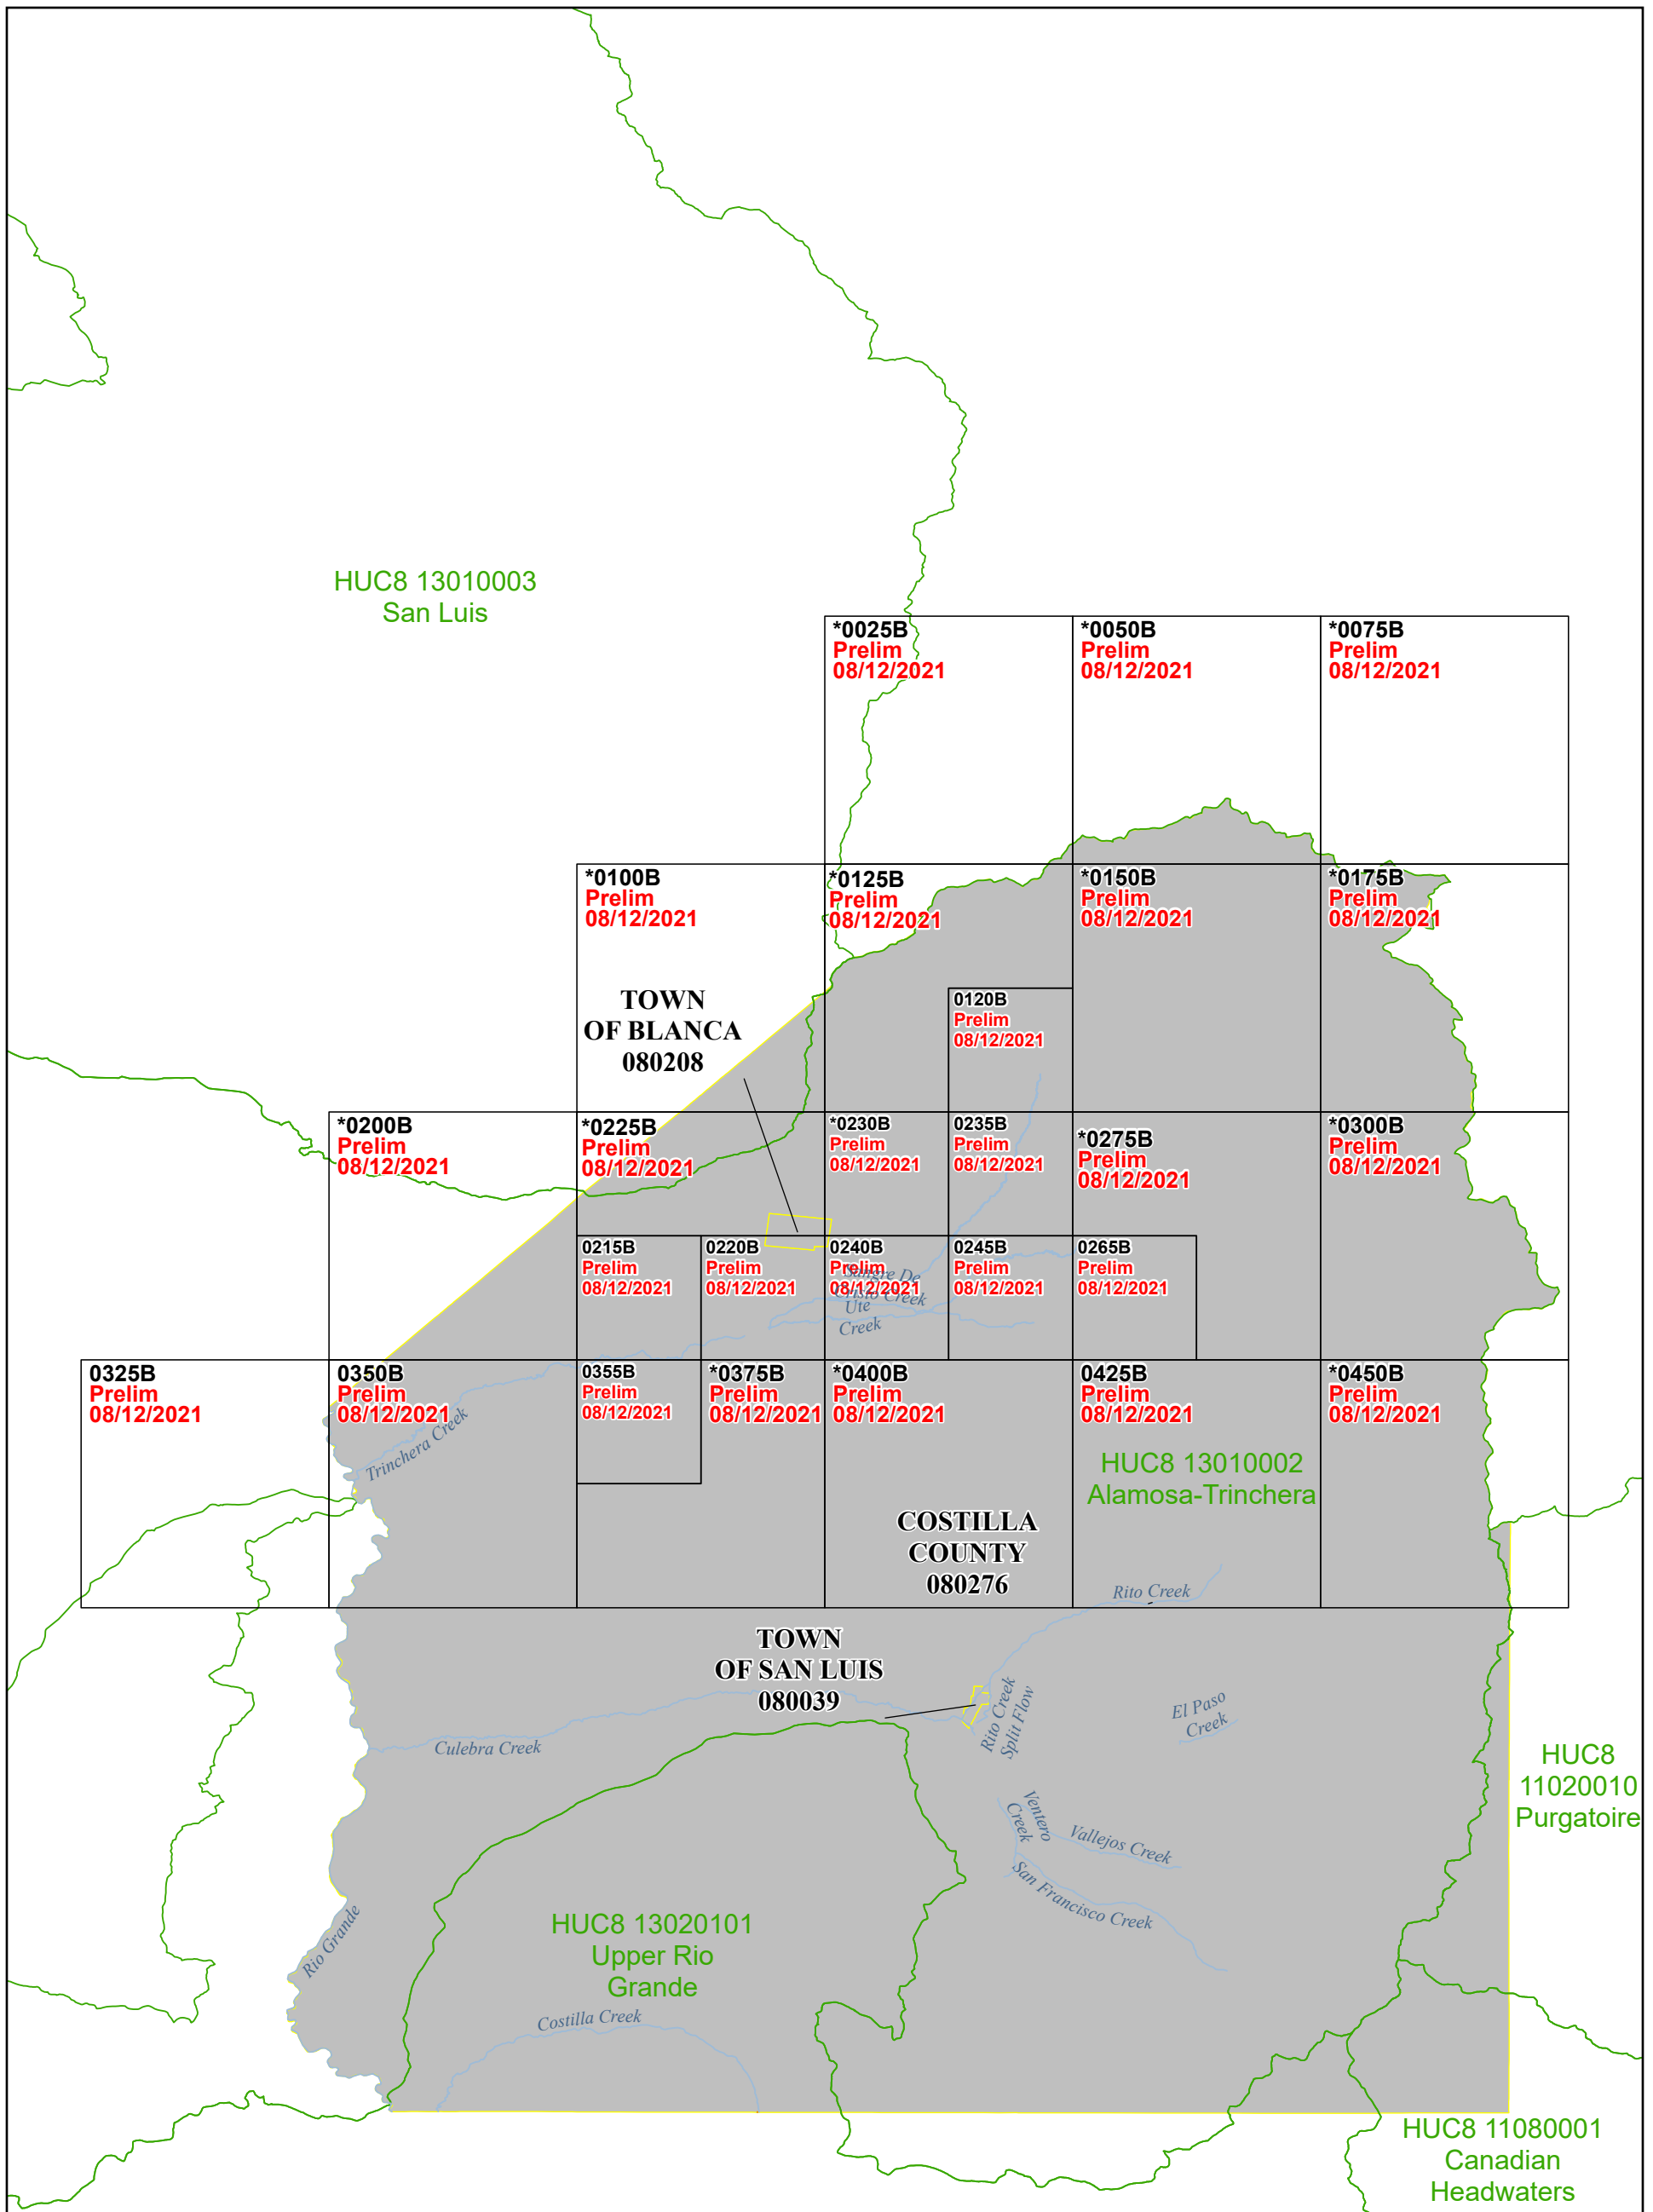 HUC8 13010003
San Luis
*0025B
Prelim
08/12/2021
*0050B
Prelim
08/12/2021
*0075B
Prelim
08/12/2021
*0100B
Prelim
08/12/2021
*0125B
Prelim
08/12/2021
*0150B
Prelim
08/12/2021
*0175B
Prelim
08/12/2021
TOWN
OF BLANCA
080208
0120B
Prelim
08/12/2021
*0200B
Prelim
08/12/2021
*0225B
Prelim
08/12/2021
*0230B
Prelim
08/12/2021
0235B
Prelim
08/12/2021
*0275B
Prelim
08/12/2021
*0300B
Prelim
08/12/2021
0215B
Prelim
08/12/2021
0220B
Prelim
08/12/2021
0240B
Prelim
08/12/2021
Sangre De
Cristo Creek
Ute
Creek
0245B
Prelim
08/12/2021
0265B
Prelim
08/12/2021
0325B
Prelim
08/12/2021
0350B
Prelim
08/12/2021
Trinchera Creek
0355B
Prelim
08/12/2021
*0375B
Prelim
08/12/2021
*0400B
Prelim
08/12/2021
0425B
Prelim
08/12/2021
*0450B
Prelim
08/12/2021
HUC8 13010002
Alamosa-Trinchera
COSTILLA
COUNTY
080276
Rito Creek
TOWN
OF SAN LUIS
080039
Rito Creek
Split Flow
El Paso
Creek
Culebra Creek
HUC8
11020010
Purgatoire
Ventero
Creek
Vallejos Creek
San Francisco Creek
Rio Grande
HUC8 13020101
Upper Rio
Grande
Costilla Creek
HUC8 11080001
Canadian
Headwaters